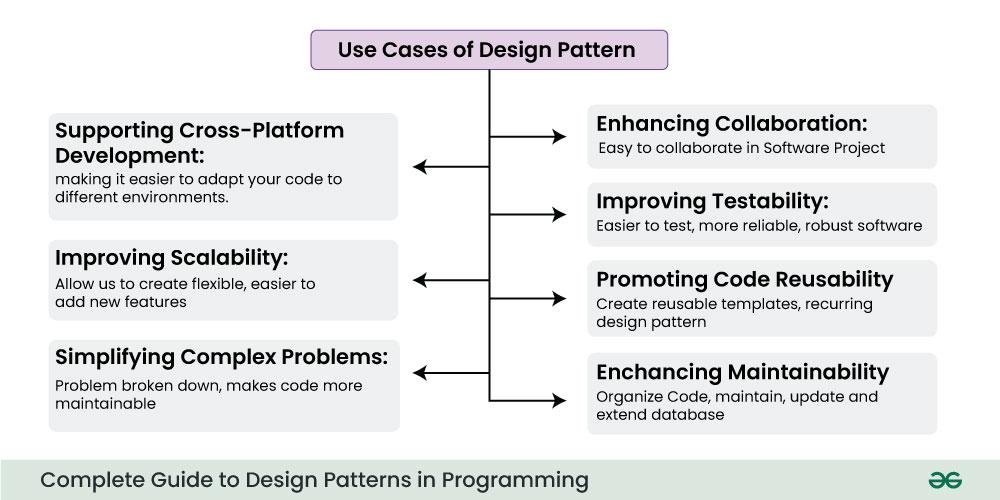 Use Cases of Design Pattern
Supporting Cross-Platform
Development:
making it easier to adapt your code to
different environments.
Improving Scalability:
Allow us to create flexible, easier to
add new features
Simplifying Complex Problems:
Problem broken down, makes code more
maintainable
Enhancing Collaboration:
Easy to collaborate in Software Project
Improving Testability:
Easier to test, more reliable, robust software
Promoting Code Reusability
Create reusable templates, recurring
design pattern
Enchancing Maintainability
Organize Code, maintain, update and
extend database
Complete Guide to Design Patterns in Programming